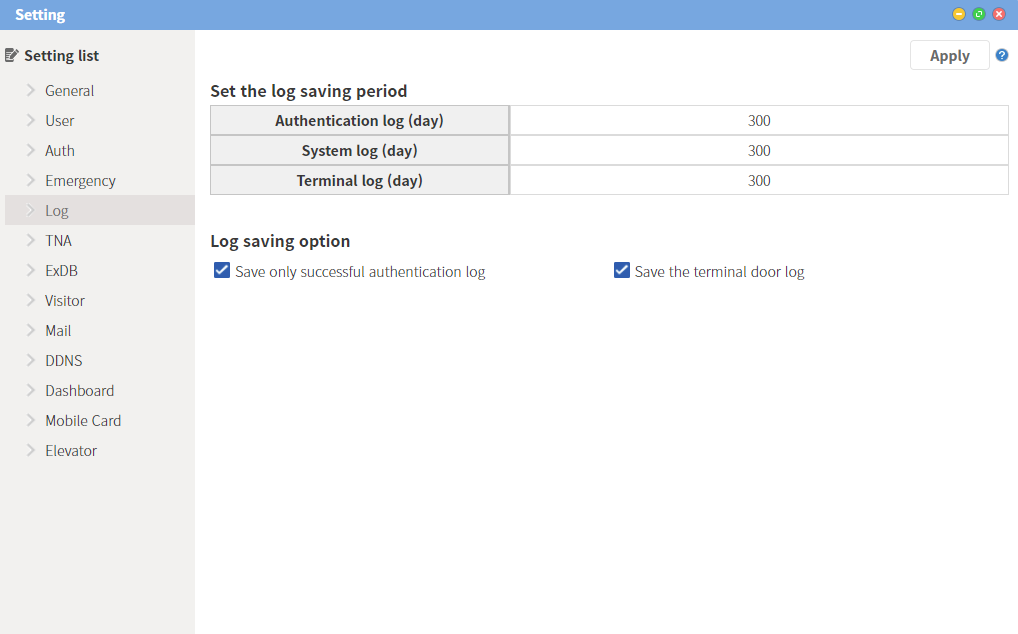 Setting
Setting list
General
User
Auth
Emergency
Log
TNA
ExDB
Visitor
Mail
DDNS
Dashboard
Mobile Card
Elevator
Apply
Set the log saving period
Authentication log (day) 300
System log (day) 300
Terminal log (day) 300
Log saving option
Save only successful authentication log Save the terminal door log